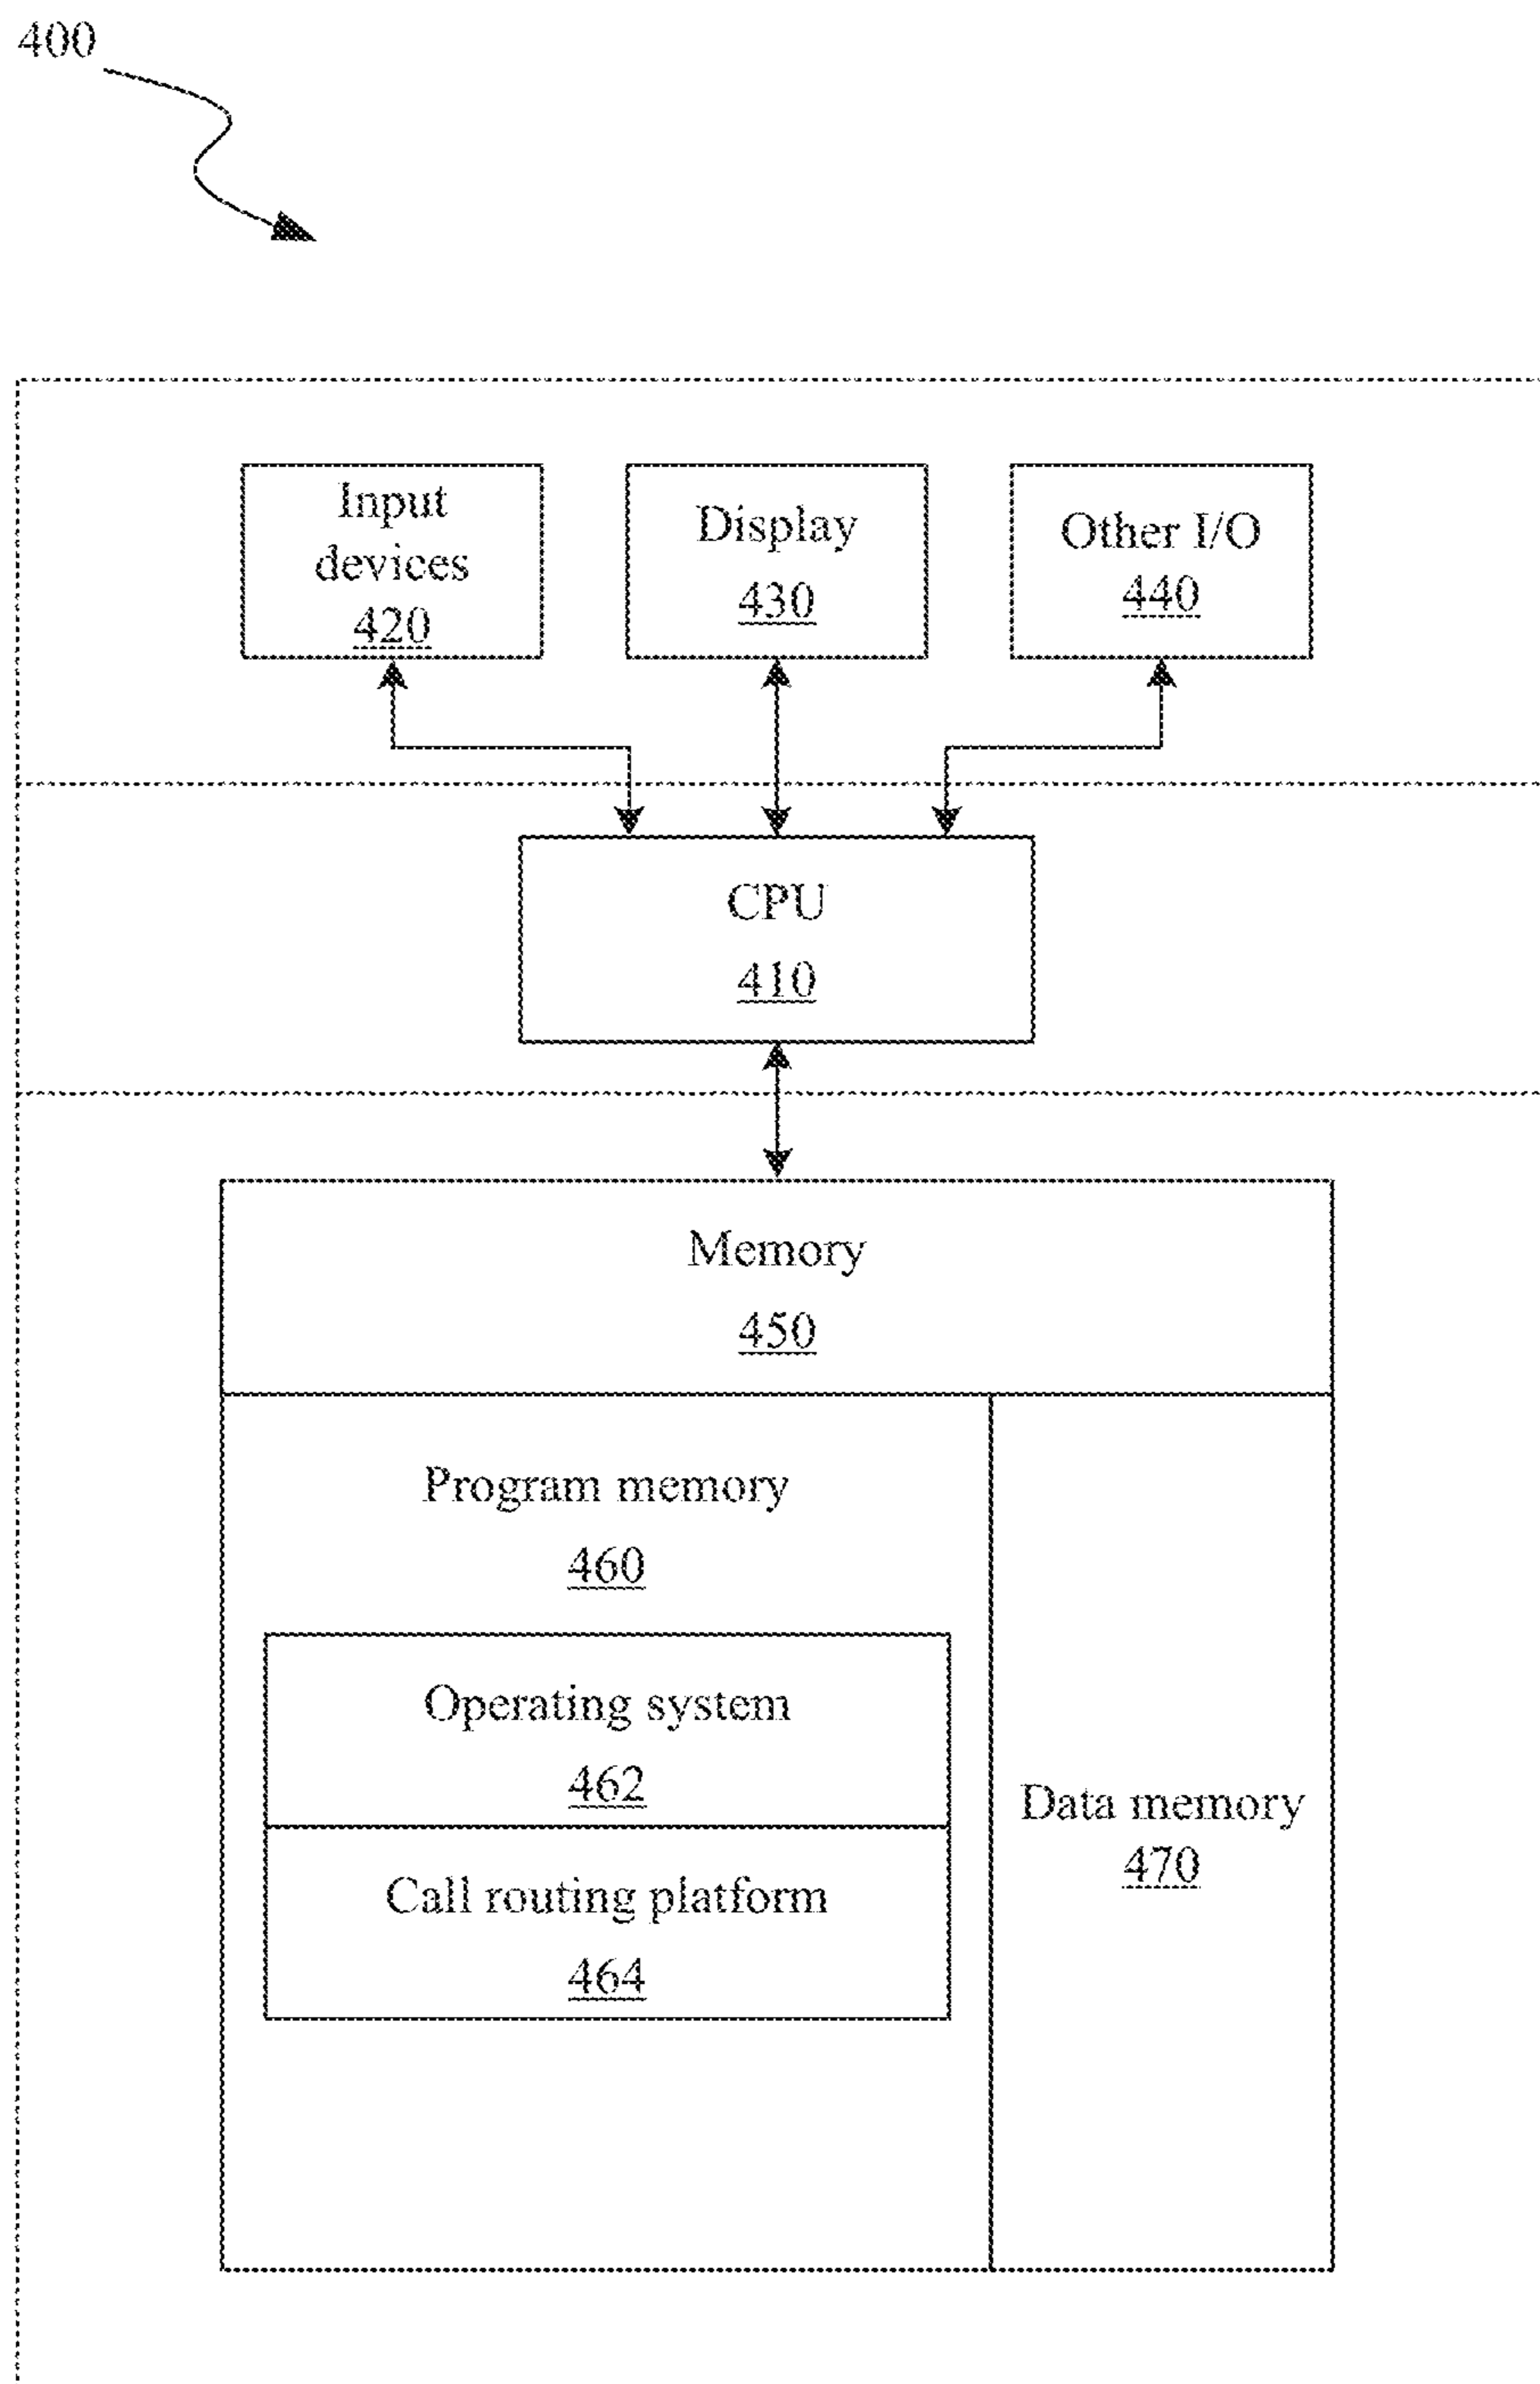 400
Input
devices
420
Display
430
Other I/O
440
CPU
410
Memory
450
Program memory
460
Operating system
462
Call routing platform
464
Data memory
470